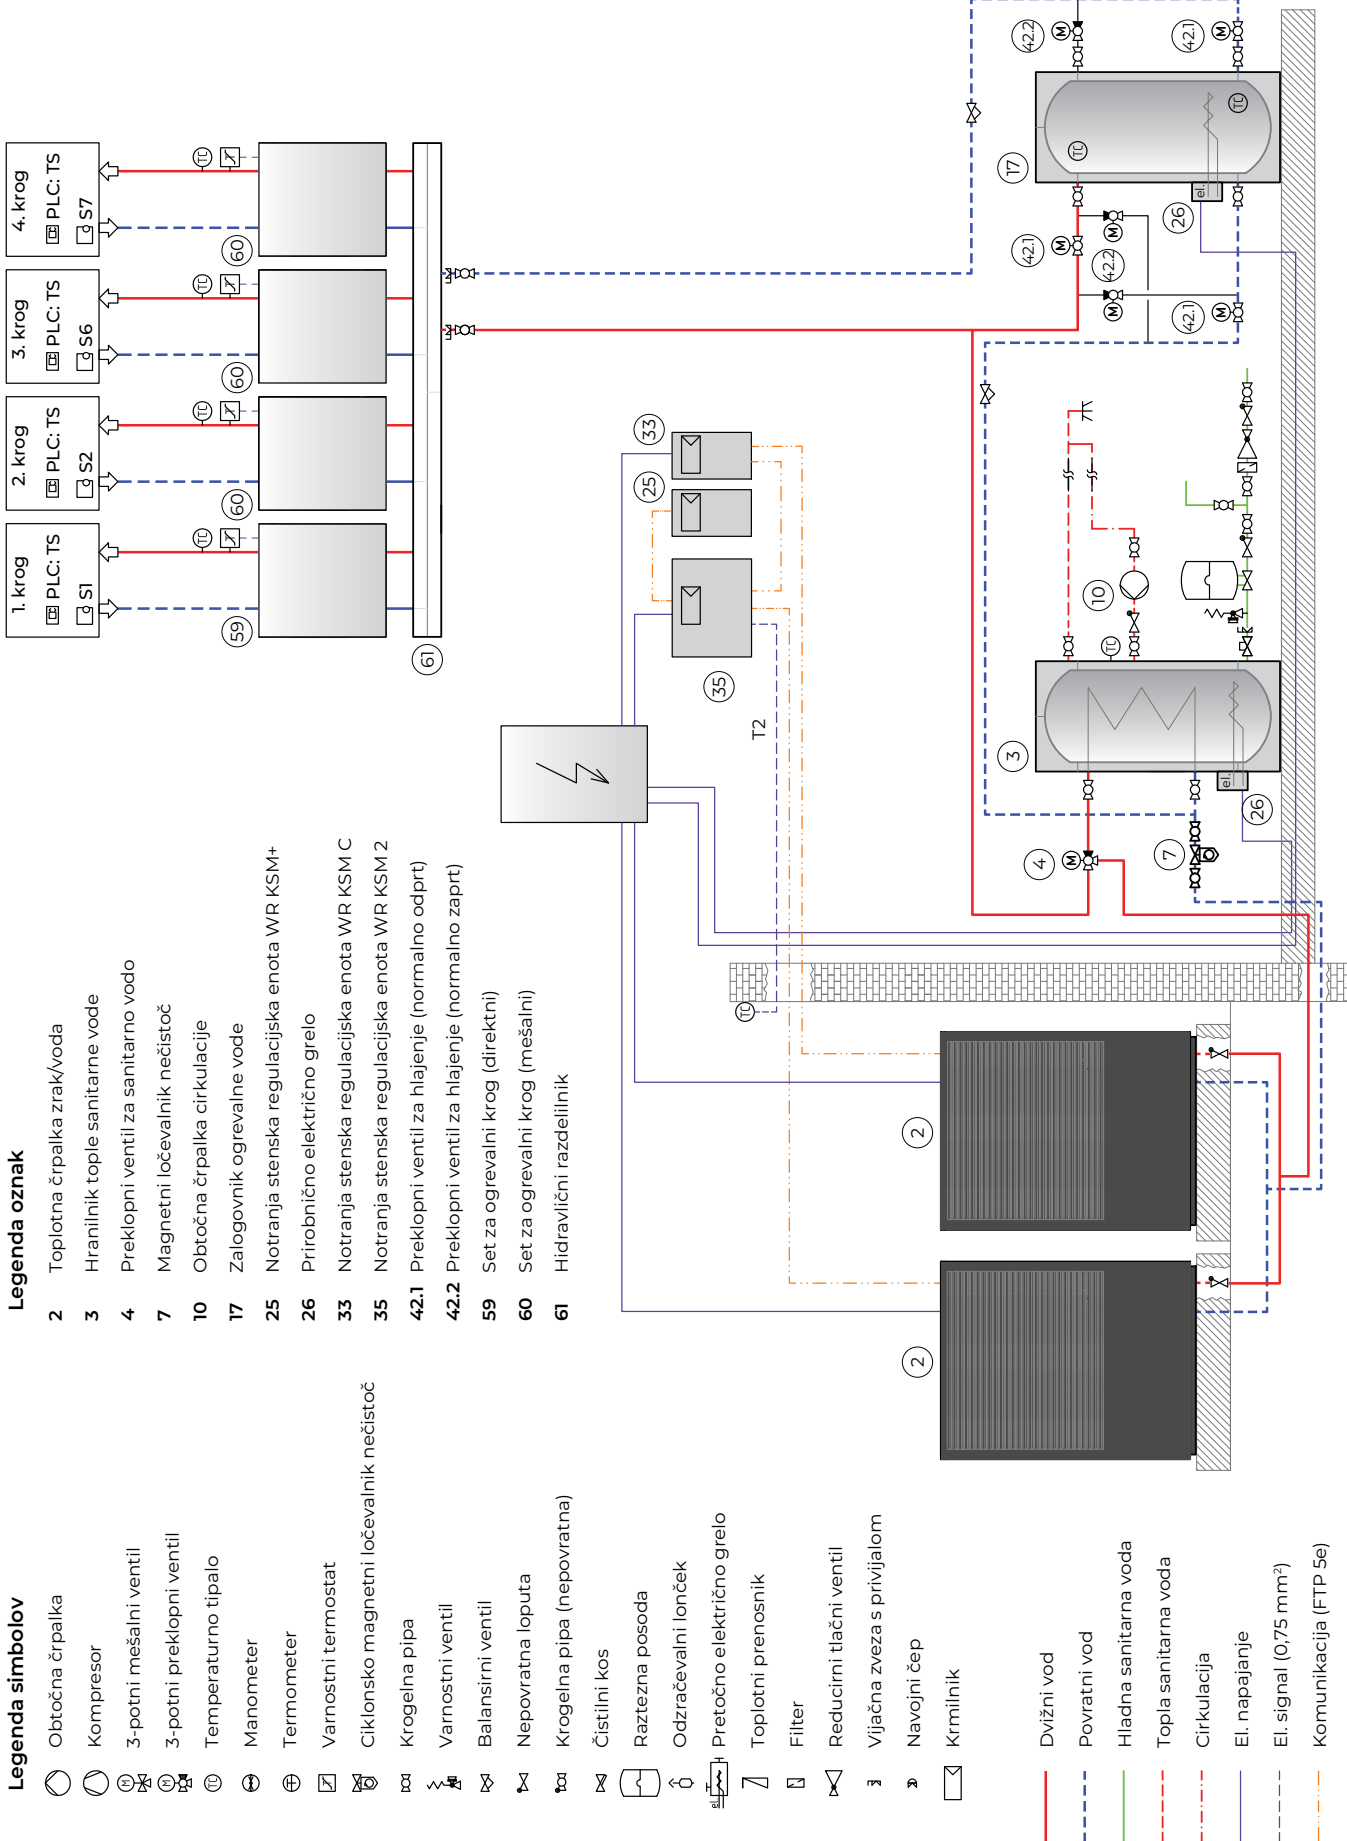 Legenda simbolov
Obtočna črpalka
Kompresor
3-potni mešalni ventil
3-potni preklopni ventil
Temperaturno tipalo
Manometer
Termometer
Varnostni termostat
Ciklonsko magnetni ločevalnik nečistoč
Krogelna pipa
Varnostni ventil
Balansirni ventil
Nepovratna loputa
Krogelna pipa (nepovratna)
Čistilni kos
Raztezna posoda
Odzračevalni lonček
Pretočno električno grelo
Toplotni prenosnik
Filter
Reducirni tlačni ventil
Vijačna zveza s privijalom
Navojni čep
Krmilnik
Dvižni vod
Povratni vod
Hladna sanitarna voda
Topla sanitarna voda
Cirkulacija
El. napajanje
El. signal (0,75 mm²)
Komunikacija (FTP 5e)
Legenda oznak
2 Toplotna črpalka zrak/voda
3 Hranilnik tople sanitarne vode
4 Preklopni ventil za sanitarno vodo
7 Magnetni ločevalnik nečistoč
10 Obtočna črpalka cirkulacije
17 Zalogovnik ogrevalne vode
25 Notranja stenska regulacijska enota WR KSM+
26 Prirobnično električno grelo
33 Notranja stenska regulacijska enota WR KSM C
35 Notranja stenska regulacijska enota WR KSM 2
42.1 Preklopni ventil za hlajenje (normalno odprt)
42.2 Preklopni ventil za hlajenje (normalno zaprt)
59 Set za ogrevalni krog (direktni)
60 Set za ogrevalni krog (mešalni)
61 Hidravlični razdelilnik
1. krog
PLC: TS
S1
2. krog
PLC: TS
S2
3. krog
PLC: TS
S6
4. krog
PLC: TS
S7
TC
TC
TC
TC
59
60
60
60
61
33
25
35
T2
TC
2
2
4
M
7
3
el.
26
TC
10
17
TC
TC
el.
26
42.1
M
42.2
M
M
42.1
M
42.2
M
42.1
M